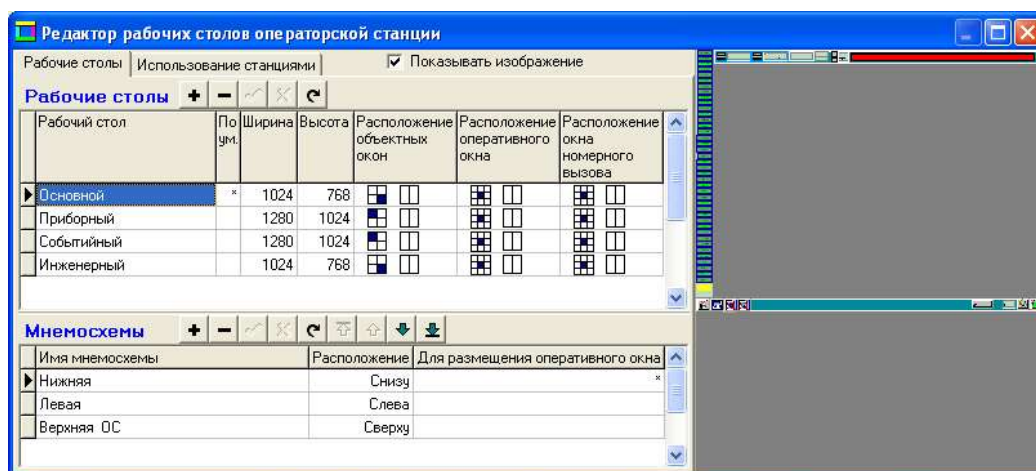 Редактор рабочих столов операторской станции
Рабочие столы Использование станциями Показывать изображение
Рабочие столы
Рабочий стол По ум. Ширина Высота Расположение объектных окон Расположение оперативного окна Расположение окна номерного вызова
Основной * 1024 768
Приборный 1280 1024
Событийный 1280 1024
Инженерный 1024 768
Мнемосхемы
Имя мнемосхемы Расположение Для размещения оперативного окна
Нижняя Снизу *
Левая Слева
Верхняя ОС Сверху